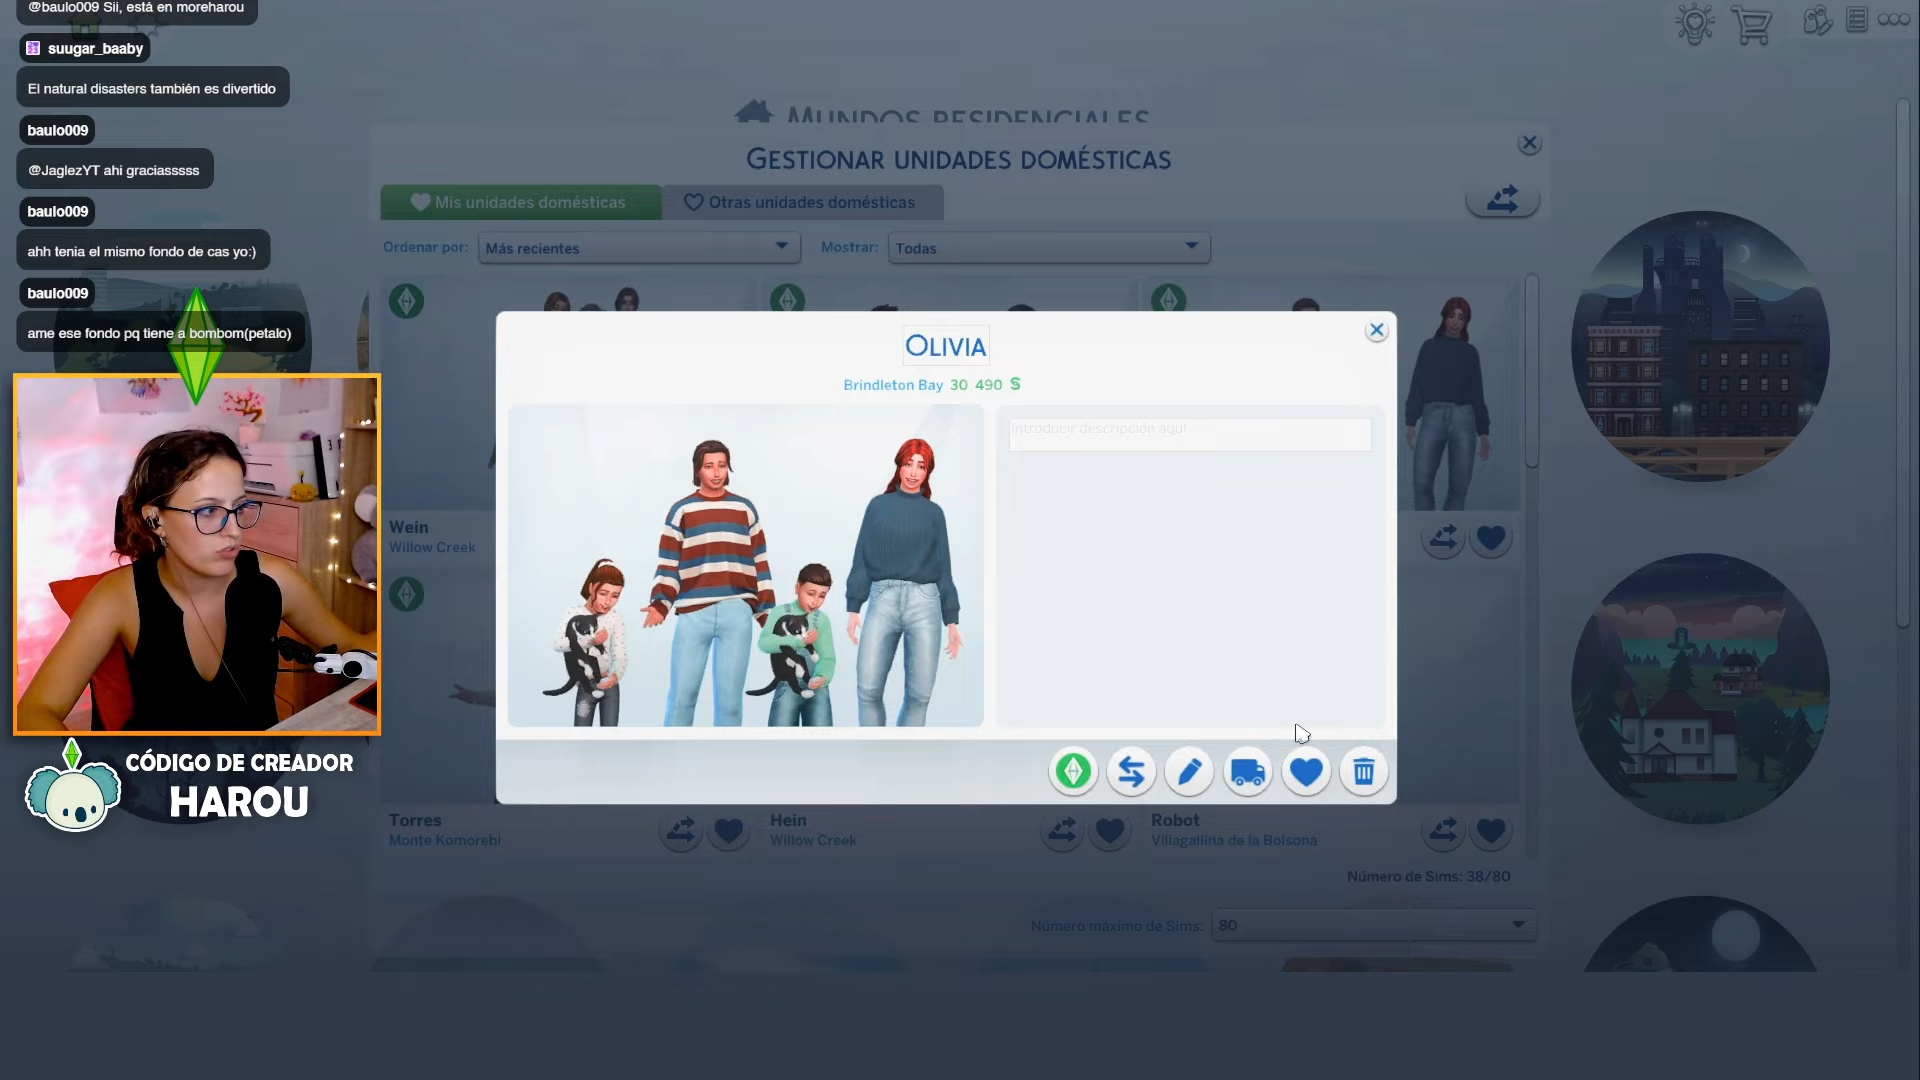 @baulo009 Sii, está en moreharou
suugar_baaby
El natural disasters también es divertido
baulo009
@JaglezYT ahi graciasssss
baulo009
ahh tenia el mismo fondo de cas yo:)
baulo009
ame ese fondo pq tiene a bombom(petalo)
CÓDIGO DE CREADOR
HAROU
MUNDOS RESIDENCIALES
GESTIONAR UNIDADES DOMÉSTICAS
Mis unidades domésticas
Otras unidades domésticas
Ordenar por:
Más recientes
Mostrar:
Todas
OLIVIA
Brindleton Bay 30 490 S
Introducir descripción aquí
Wein
Willow Creek
Torres
Monte Komorebi
Hein
Willow Creek
Robot
Villagallina de la Bolsona
Número de Sims: 38/80
Número máximo de Sims:
80